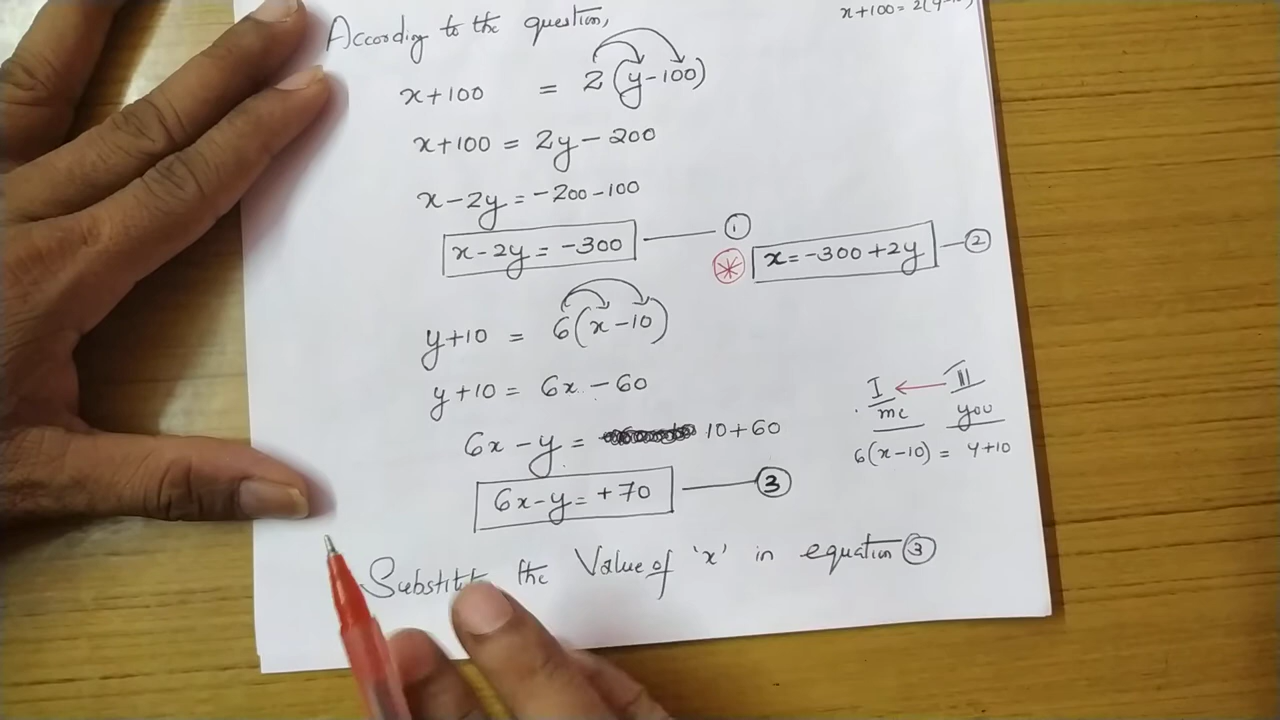 x+100 = 2(y-10
Accordig to the question,
x+100 = 2(y-100)
x+100 = 2y-200
x-2y = -200-100
x-2y = -300 ①
x = -300+2y ②
y+10 = 6(x-10)
y+10 = 6x - 60
6x-y = 10+60
6x-y = +70 ③
I ← II
me you
6(x-10) = y+10
Substitute the Value of 'x' in equation ③